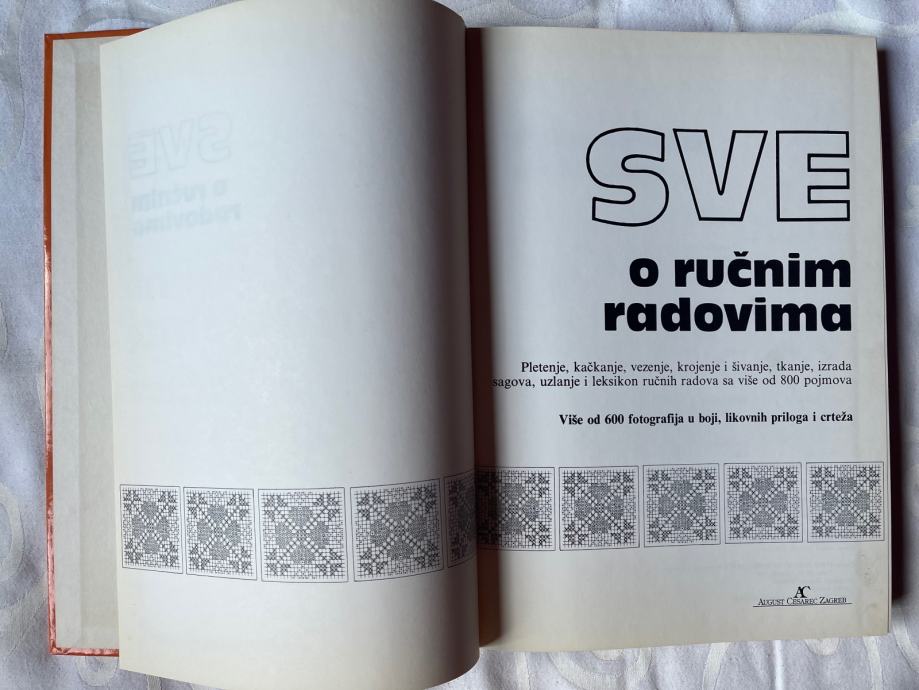 SVE
o ručnim
radovima
Pletenje, kačkanje, vezenje, krojenje i šivanje, tkanje, izrada
sagova, uzlanje i leksikon ručnih radova sa više od 800 pojmova
Više od 600 fotografija u boji, likovnih priloga i crteža
AC
AUGUST CESAREC ZAGREB